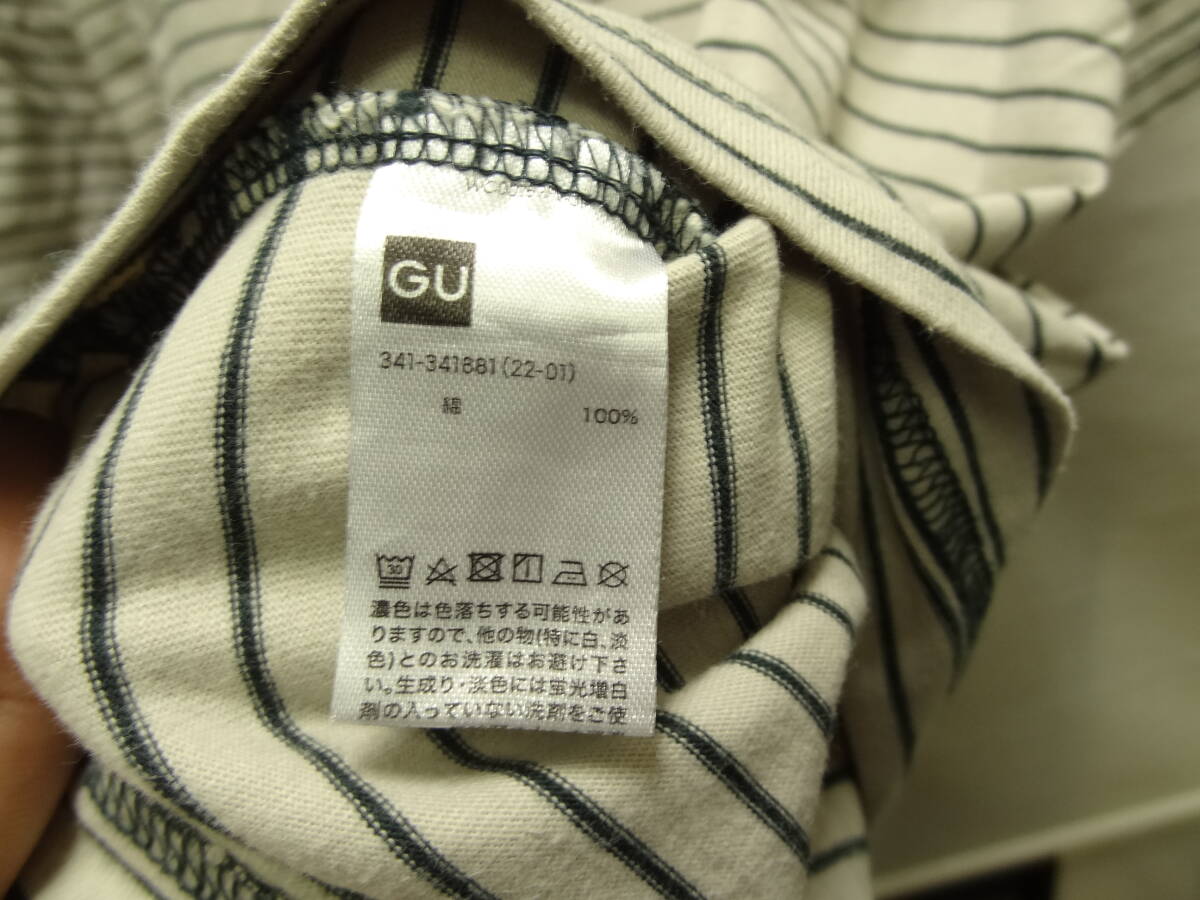 GU
341-341881(22-01)
綿 100%
30
濃色は色落ちする可能性があ
りますので、他の物(特に白、淡
色)とのお洗濯はお避け下さ
い。生成り・淡色には蛍光増白
剤の入っていない洗剤をご使